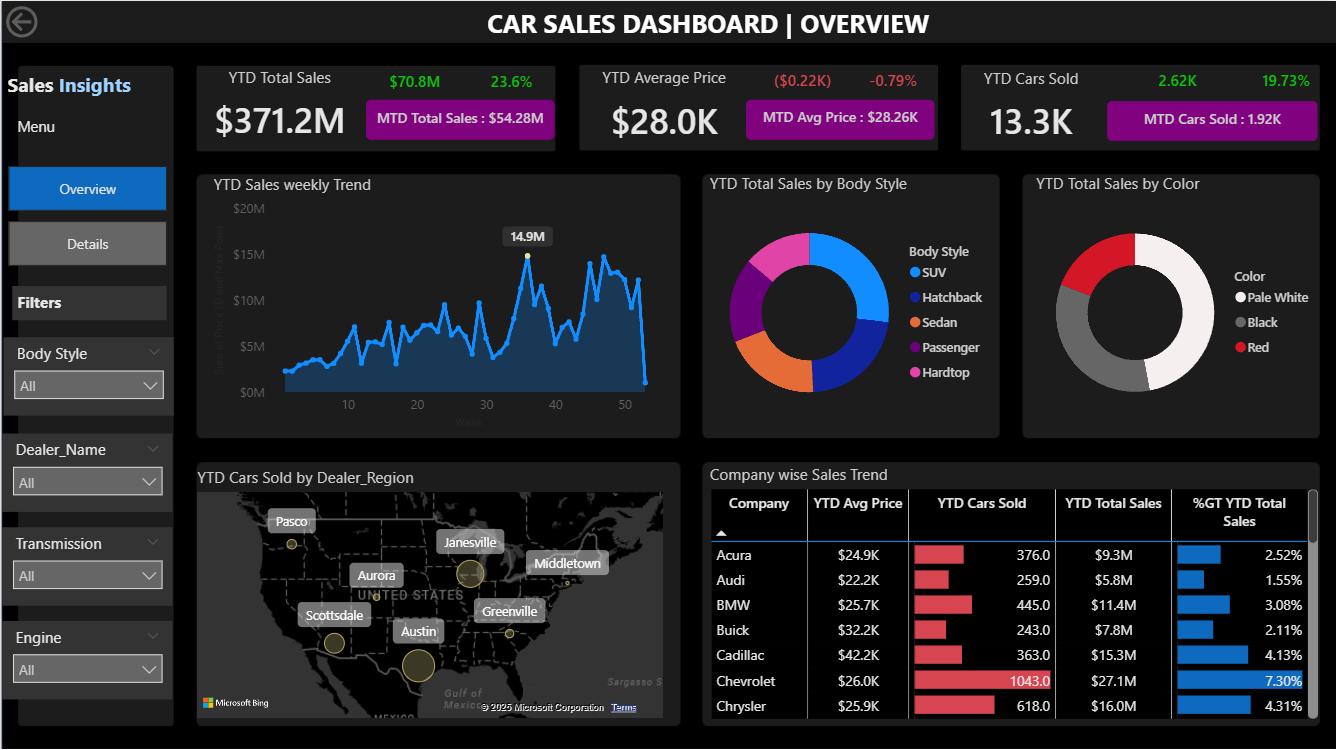 CAR SALES DASHBOARD | OVERVIEW
Sales Insights
Menu
Overview
Details
Filters
Body Style
All
Dealer_Name
All
Transmission
All
Engine
All
YTD Total Sales
$70.8M
23.6%
$371.2M
MTD Total Sales : $54.28M
YTD Average Price
($0.22K)
-0.79%
$28.0K
MTD Avg Price : $28.26K
YTD Cars Sold
2.62K
19.73%
13.3K
MTD Cars Sold : 1.92K
YTD Sales weekly Trend
$20M
$15M
$10M
$5M
$0M
14.9M
10 20 30 40 50
Week
YTD Total Sales by Body Style
Body Style
SUV
Hatchback
Sedan
Passenger
Hardtop
YTD Total Sales by Color
Color
Pale White
Black
Red
YTD Cars Sold by Dealer_Region
Pasco
Janesville
Middletown
Aurora
UNITED STATES
Scottsdale
Greenville
Austin
Gulf of
Mexico
Sargasso S
MEXICO
Microsoft Bing
© 2025 Microsoft Corporation Terms
Company wise Sales Trend
Company YTD Avg Price YTD Cars Sold YTD Total Sales %GT YTD Total
Sales
Acura $24.9K 376.0 $9.3M 2.52%
Audi $22.2K 259.0 $5.8M 1.55%
BMW $25.7K 445.0 $11.4M 3.08%
Buick $32.2K 243.0 $7.8M 2.11%
Cadillac $42.2K 363.0 $15.3M 4.13%
Chevrolet $26.0K 1043.0 $27.1M 7.30%
Chrysler $25.9K 618.0 $16.0M 4.31%